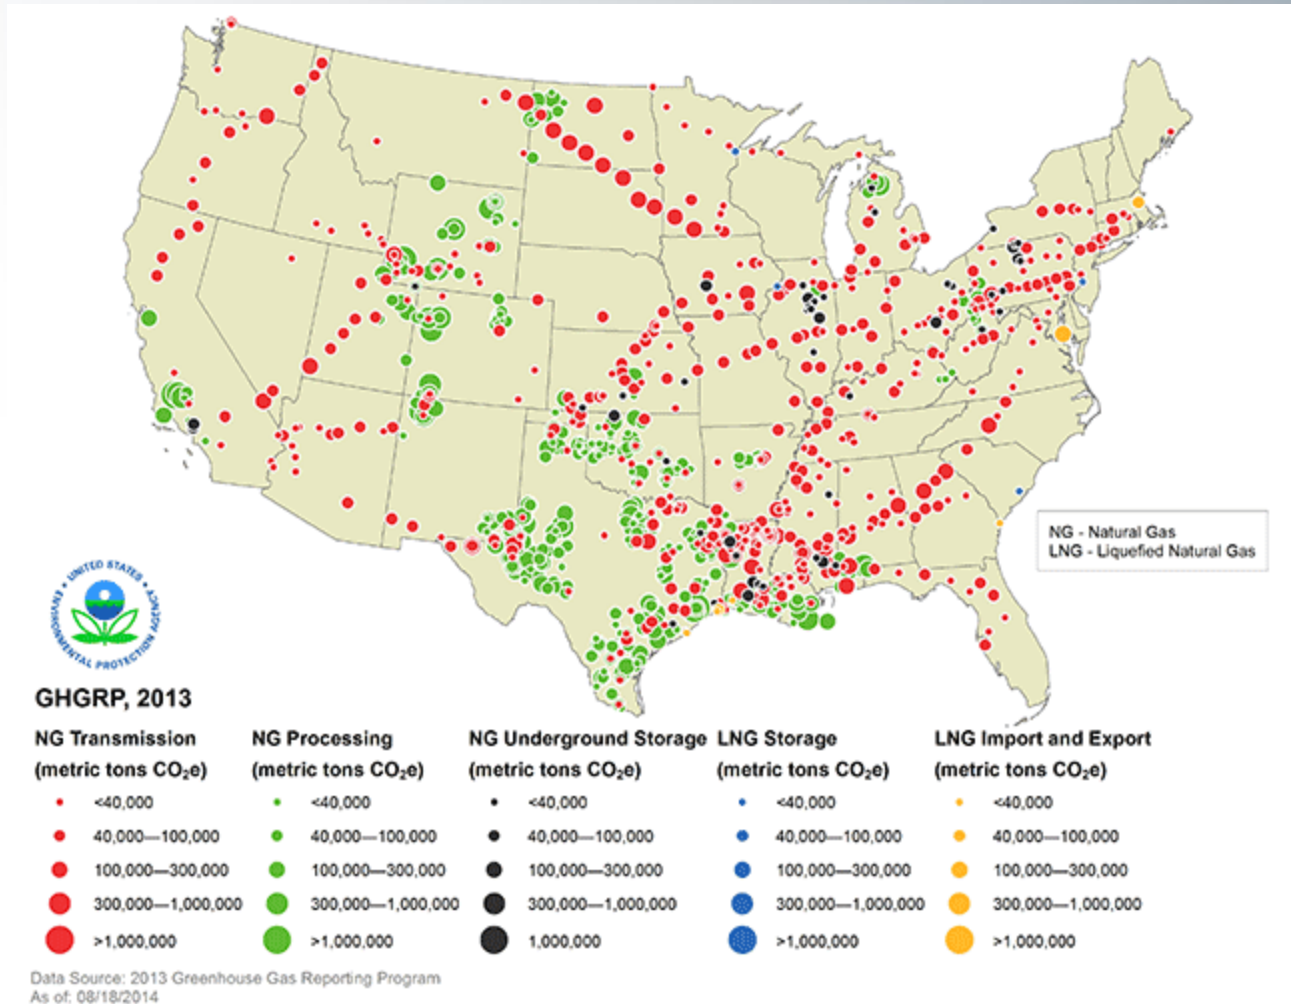 NG - Natural Gas
LNG - Liquefied Natural Gas
UNITED STATES
ENVIRONMENTAL PROTECTION AGENCY
GHGRP, 2013
NG Transmission
(metric tons CO₂e)
<40,000
40,000—100,000
100,000—300,000
300,000—1,000,000
>1,000,000
NG Processing
(metric tons CO₂e)
<40,000
40,000—100,000
100,000—300,000
300,000—1,000,000
>1,000,000
NG Underground Storage
(metric tons CO₂e)
<40,000
40,000—100,000
100,000—300,000
300,000—1,000,000
1,000,000
LNG Storage
(metric tons CO₂e)
<40,000
40,000—100,000
100,000—300,000
300,000—1,000,000
>1,000,000
LNG Import and Export
(metric tons CO₂e)
<40,000
40,000—100,000
100,000—300,000
300,000—1,000,000
>1,000,000
Data Source: 2013 Greenhouse Gas Reporting Program
As of: 08/18/2014